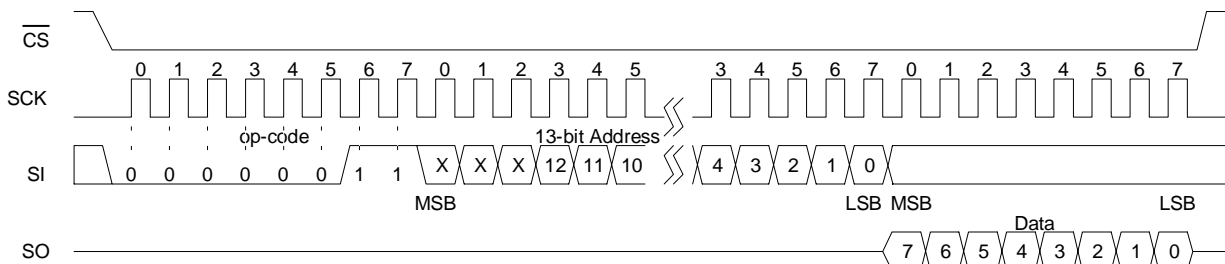 CS
0 1 2 3 4 5 6 7 0 1 2 3 4 5 3 4 5 6 7 0 1 2 3 4 5 6 7
SCK
op-code 13-bit Address
SI 0 0 0 0 0 0 1 1 X X X 12 11 10 4 3 2 1 0
MSB LSB MSB LSB
Data
SO 7 6 5 4 3 2 1 0